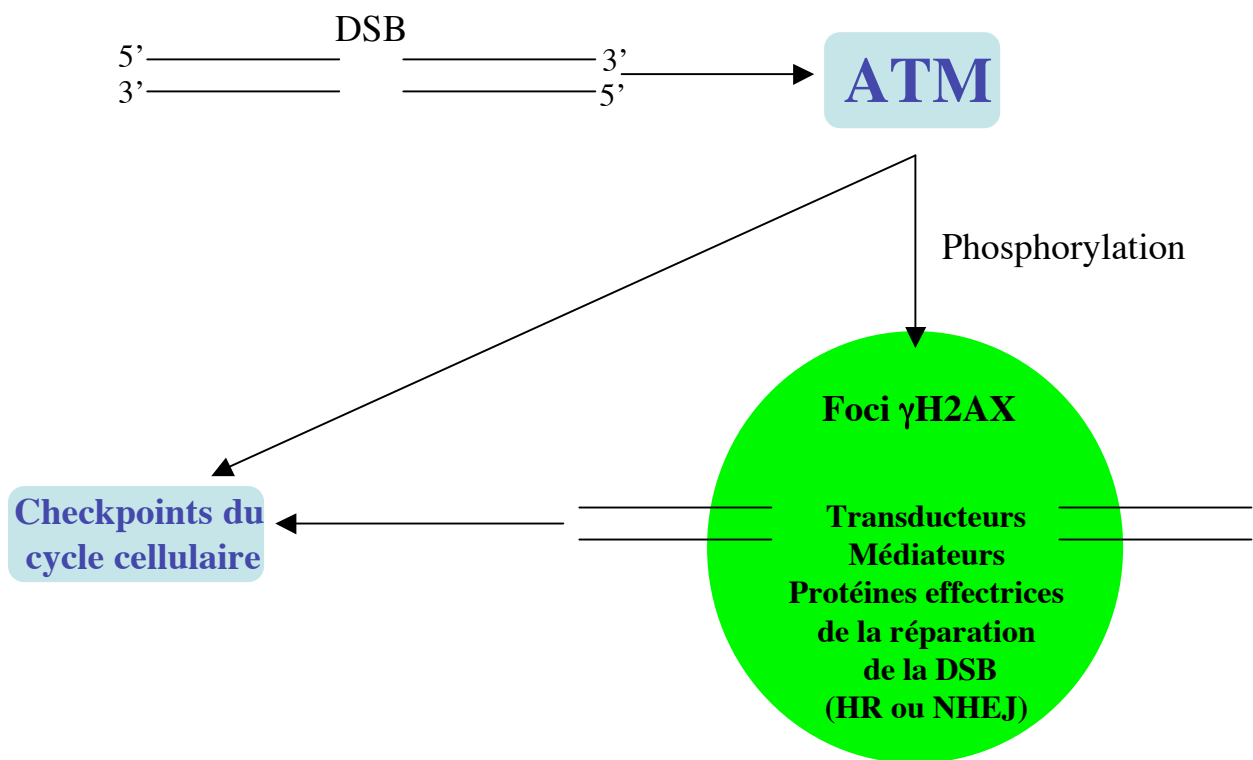 DSB
5’ 3’
3’ 5’
ATM
Phosphorylation
Foci γH2AX
Checkpoints du
cycle cellulaire
Transducteurs
Médiateurs
Protéines effectrices
de la réparation
de la DSB
(HR ou NHEJ)